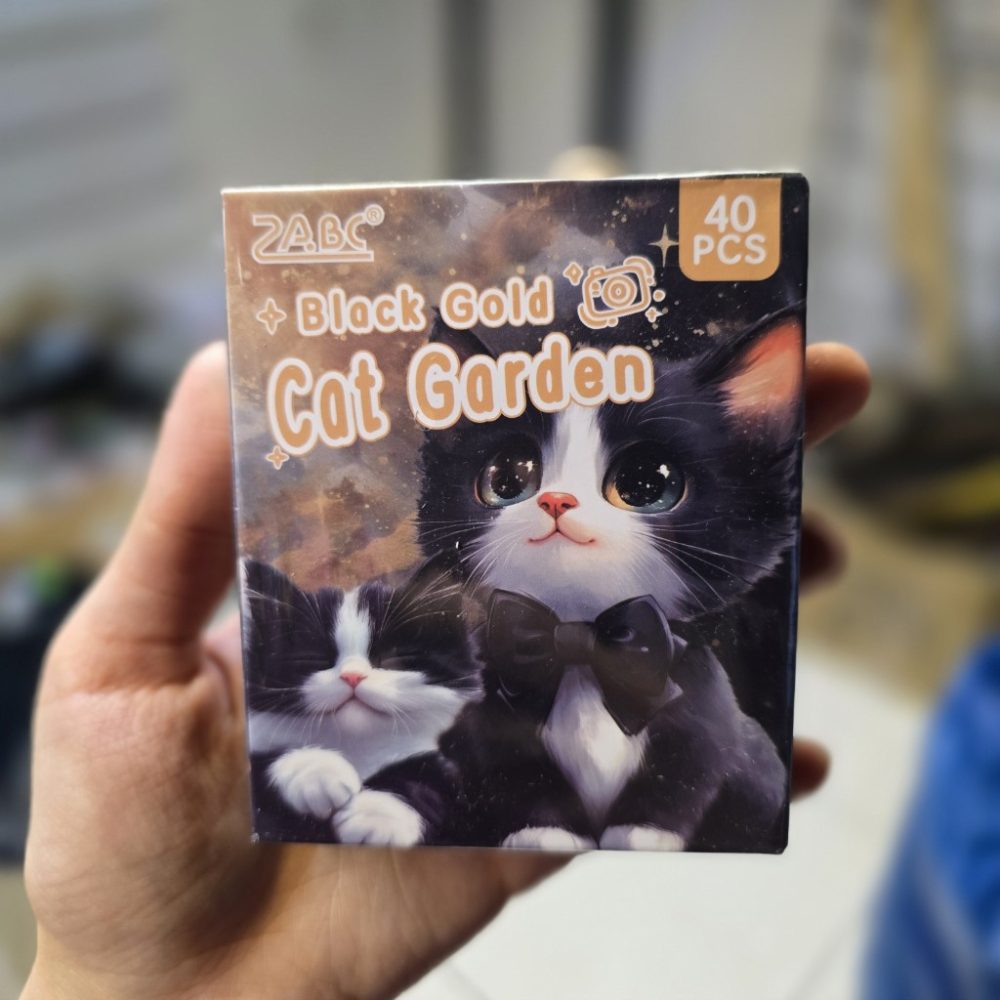 ZABC®
40
PCS
Black Gold
Cat Garden